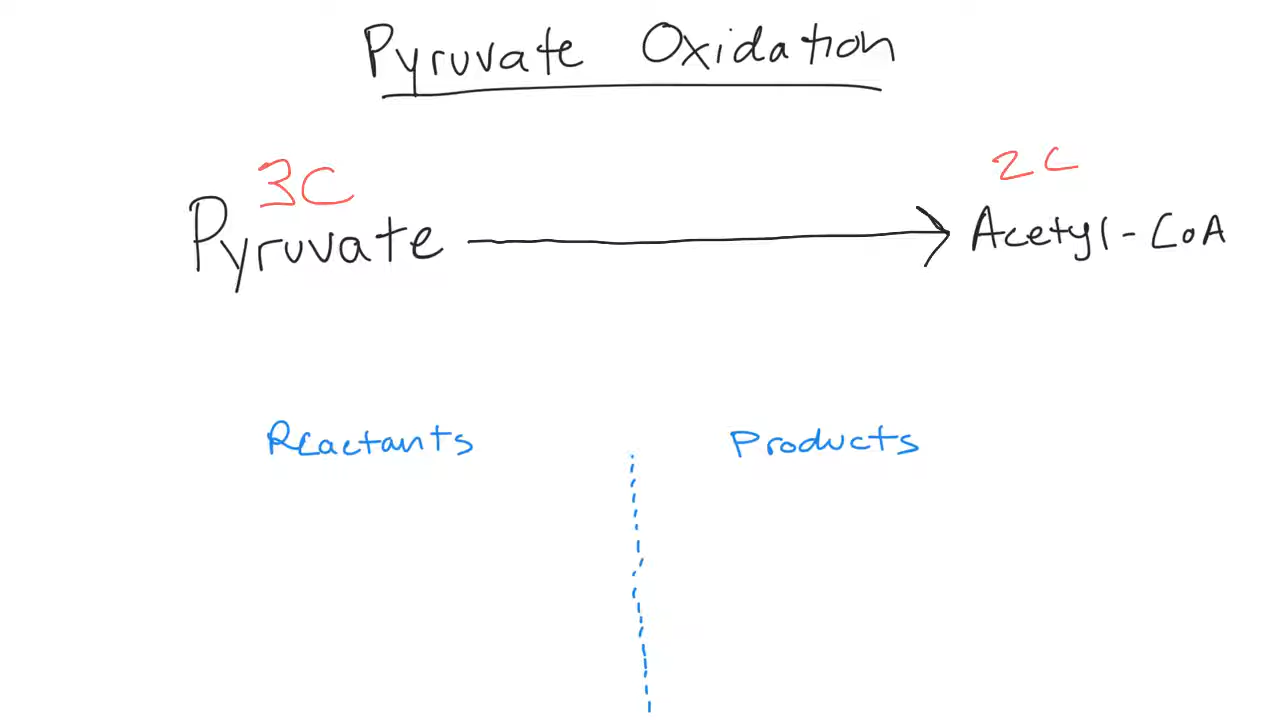 Pyruvate Oxidation
3C
2C
Pyruvate
Acetyl-CoA
Reactants
Products